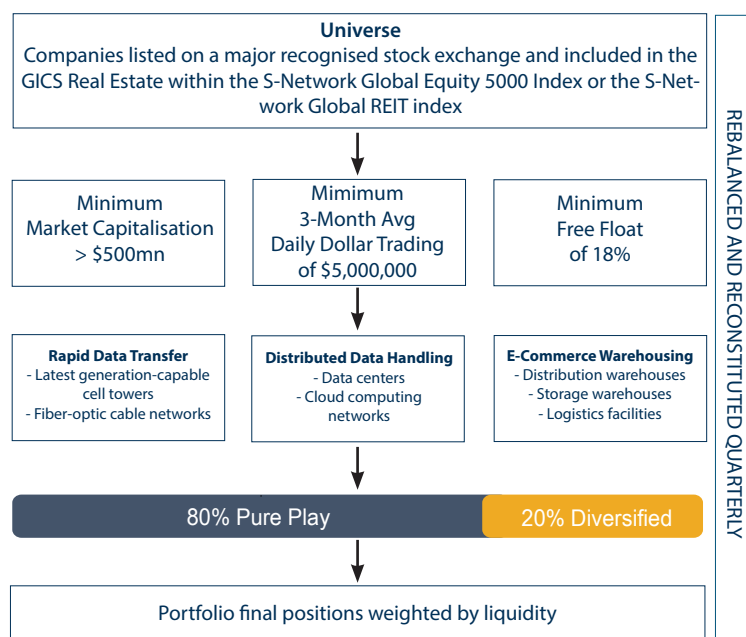 Universe
Companies listed on a major recognised stock exchange and included in the
GICS Real Estate within the S-Network Global Equity 5000 Index or the S-Net-
work Global REIT index
Minimum
Market Capitalisation
> $500mn
Mimimum
3-Month Avg
Daily Dollar Trading
of $5,000,000
Minimum
Free Float
of 18%
Rapid Data Transfer
- Latest generation-capable
cell towers
- Fiber-optic cable networks
Distributed Data Handling
- Data centers
- Cloud computing
networks
E-Commerce Warehousing
- Distribution warehouses
- Storage warehouses
- Logistics facilities
80% Pure Play
20% Diversified
Portfolio final positions weighted by liquidity
REBALANCED AND RECONSTITUTED QUARTERLY